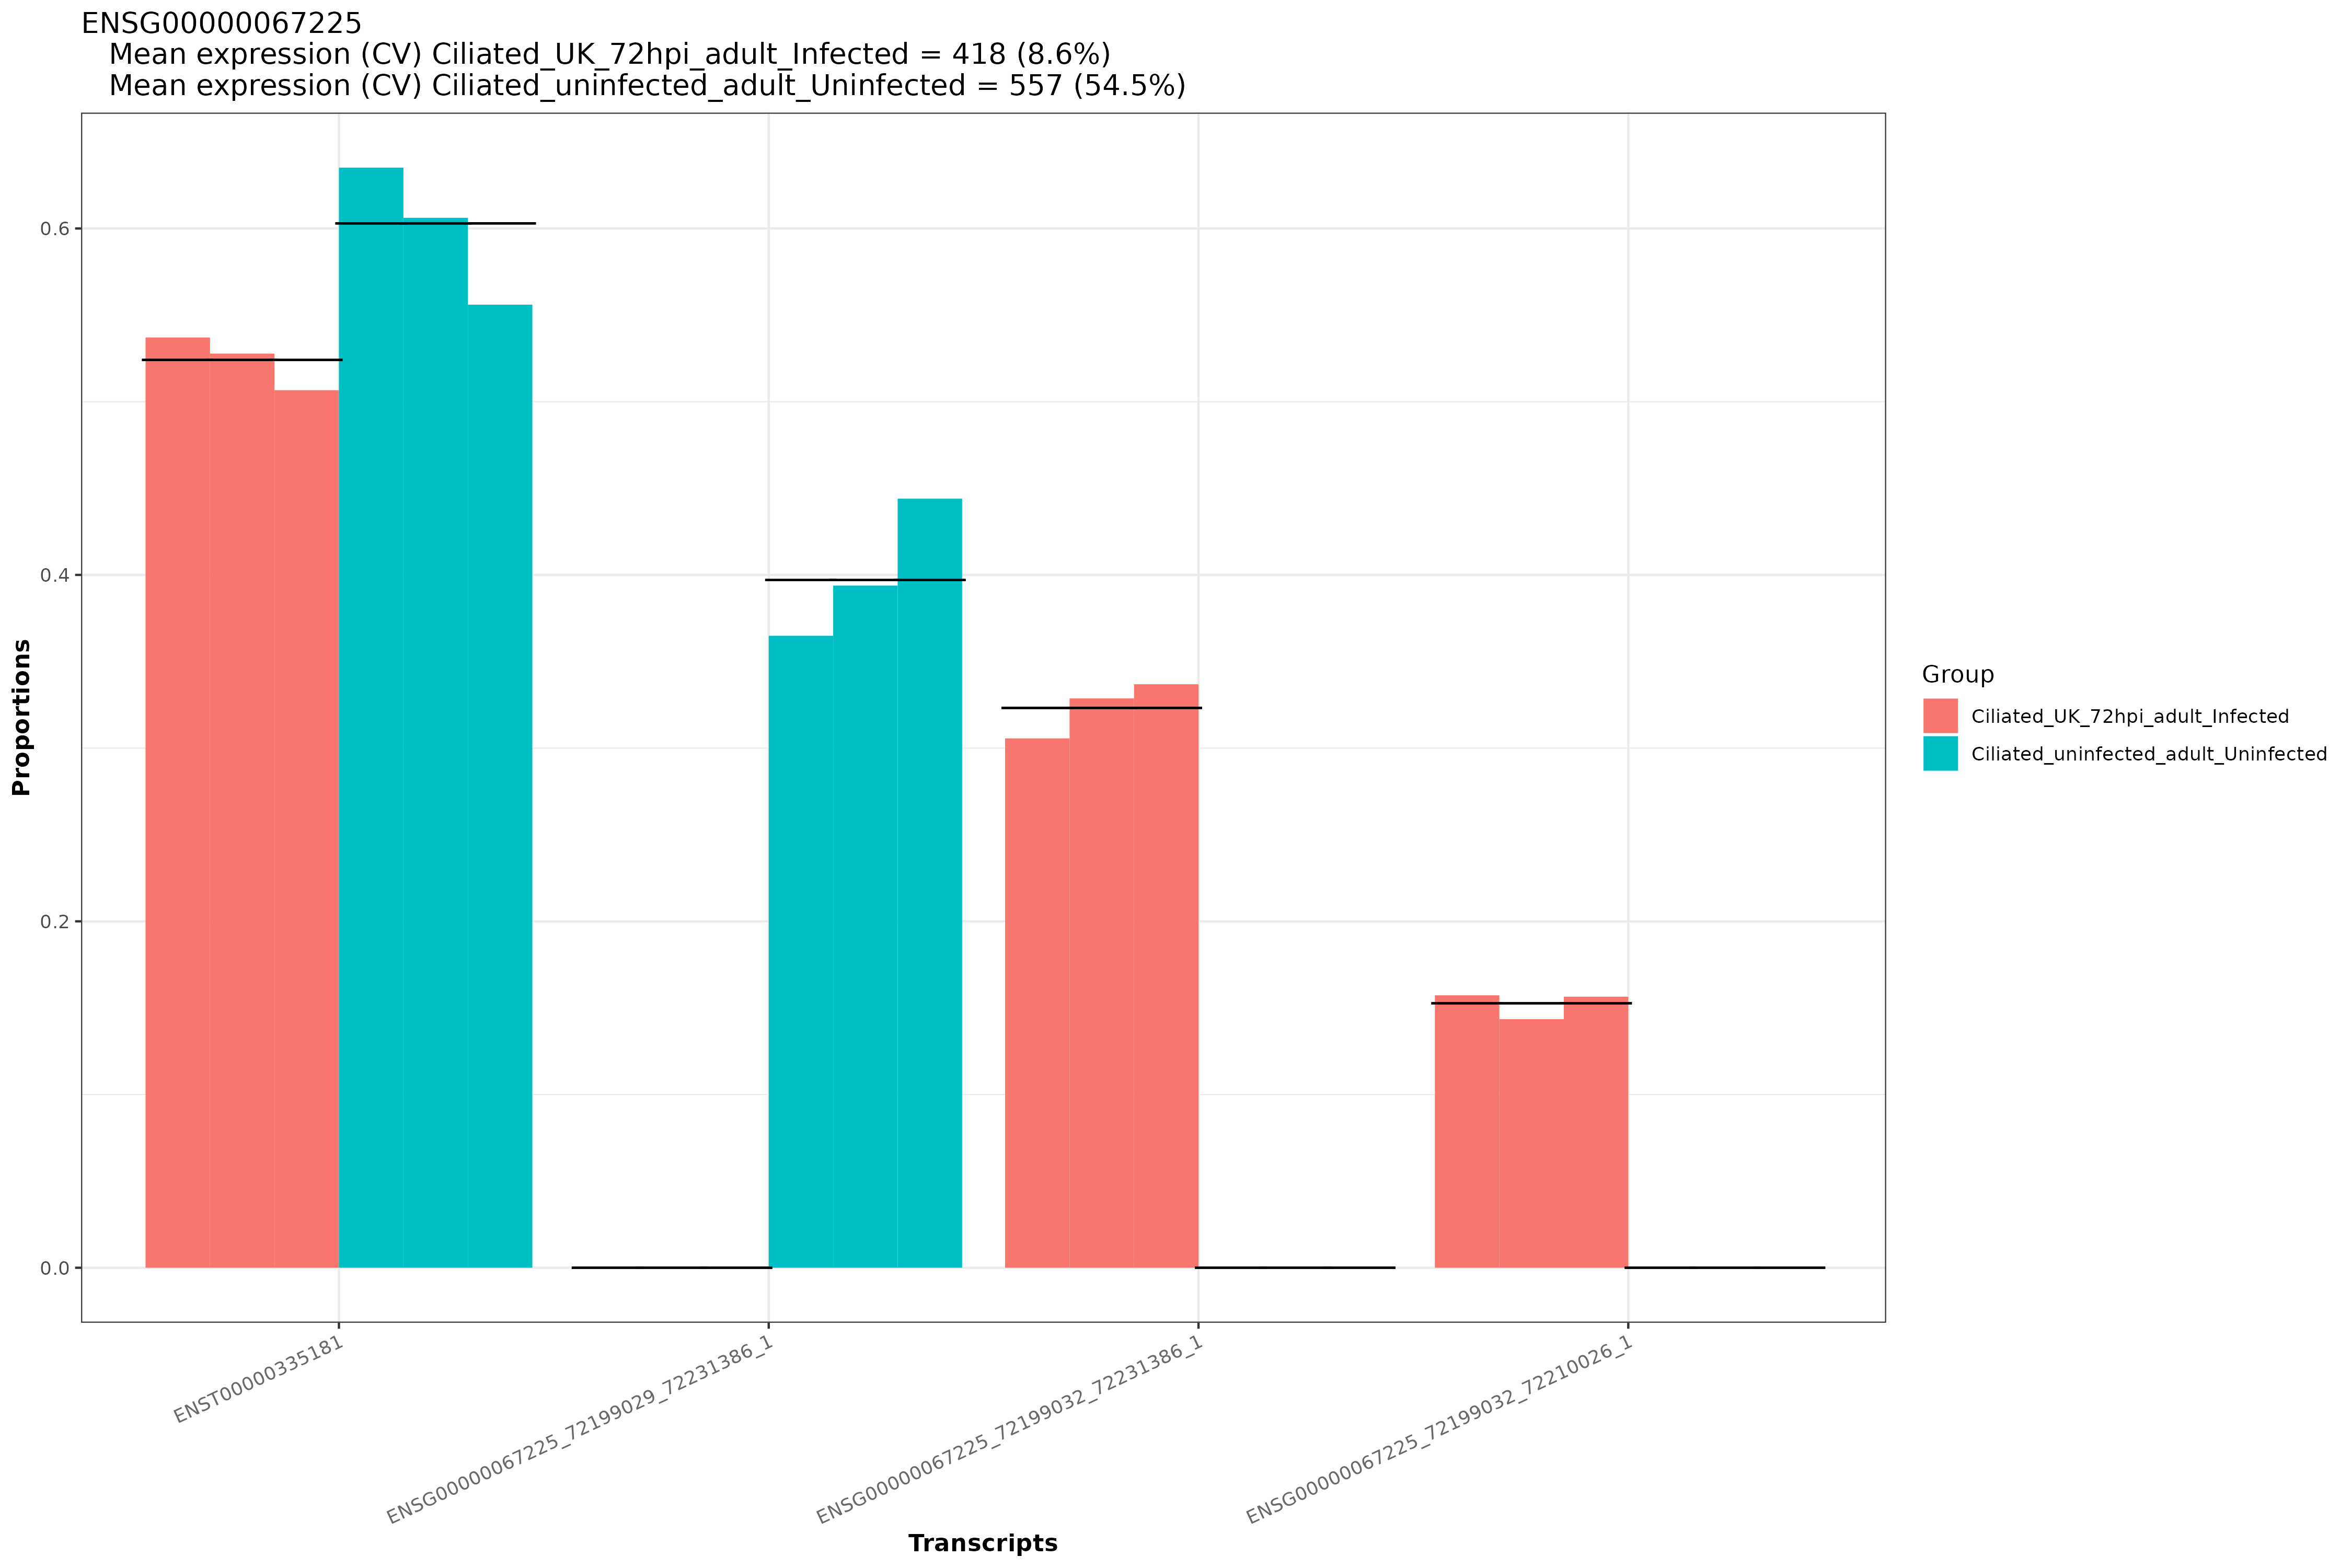 ENSG00000067225
Mean expression (CV) Ciliated_UK_72hpi_adult_Infected = 418 (8.6%)
Mean expression (CV) Ciliated_uninfected_adult_Uninfected = 557 (54.5%)
Proportions
0.6
0.4
0.2
0.0
ENST00000335181
ENSG00000067225_72199029_72231386_1
ENSG00000067225_72199032_72231386_1
ENSG00000067225_72199032_72210026_1
Transcripts
Group
Ciliated_UK_72hpi_adult_Infected
Ciliated_uninfected_adult_Uninfected